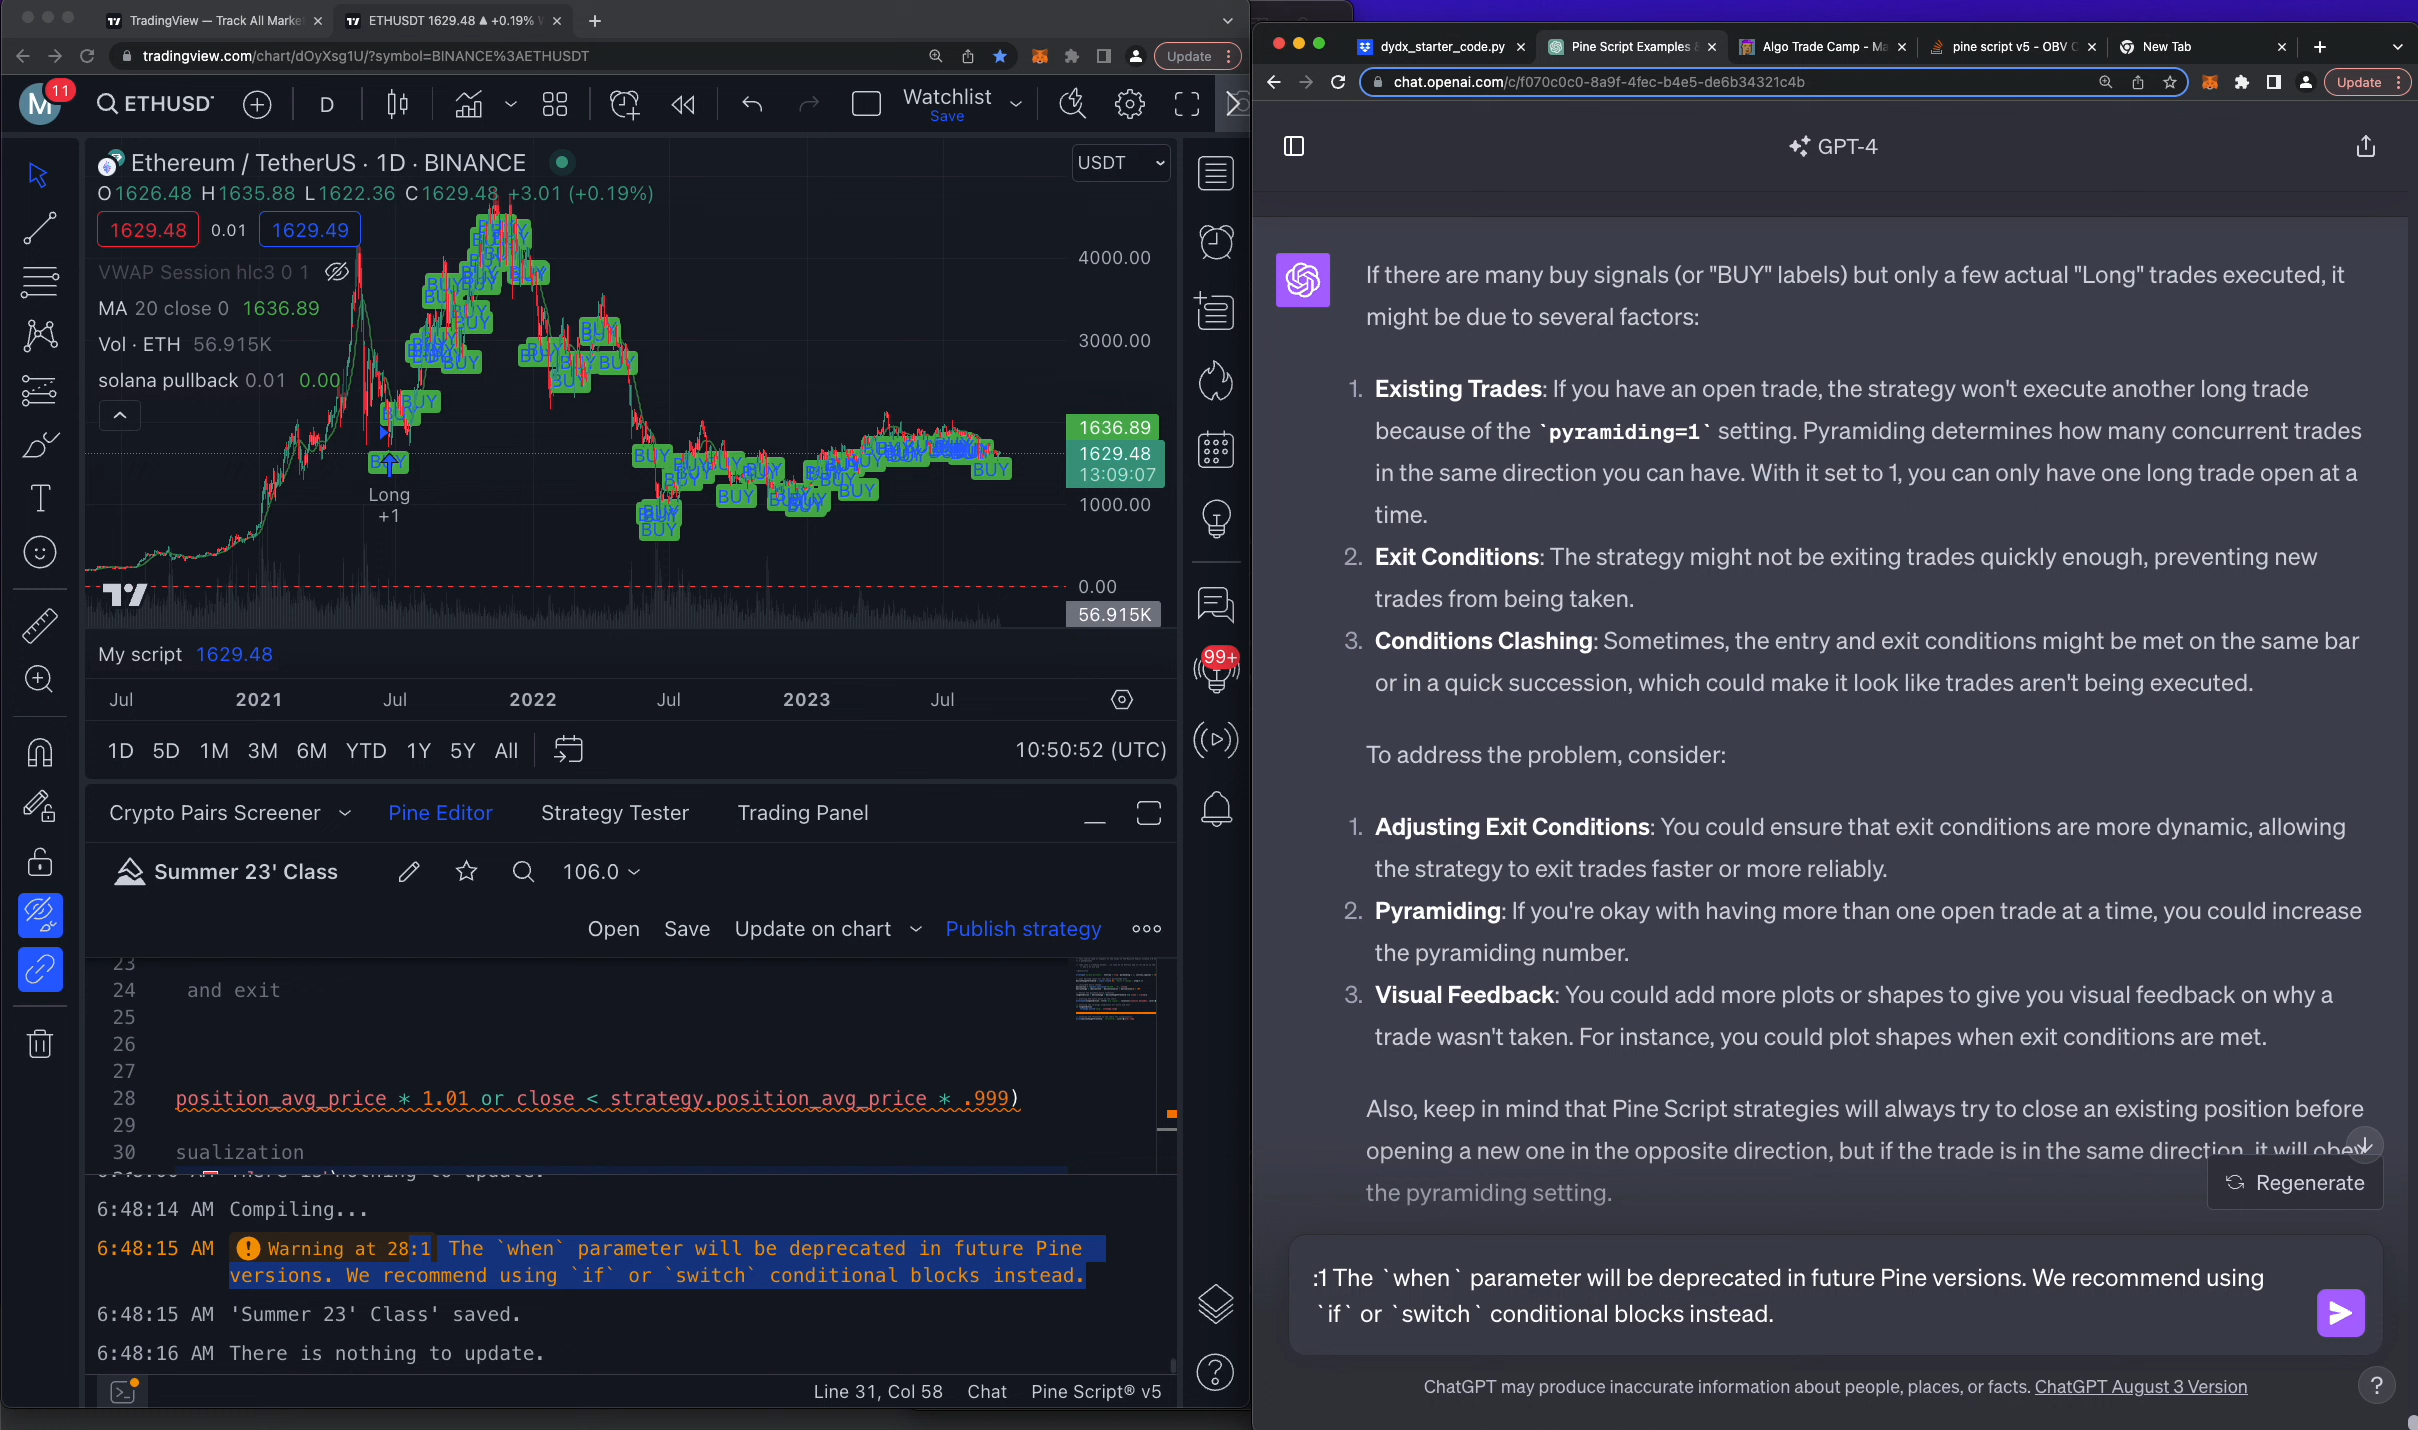 TradingView — Track All Marke
ETHUSDT 1629.48 ▲ +0.19%
tradingview.com/chart/dOyXsg1U/?symbol=BINANCE%3AETHUSDT
Update
M
11
ETHUSD
D
Watchlist
Save
Ethereum / TetherUS · 1D · BINANCE
USDT
O1626.48 H1635.88 L1622.36 C1629.48 +3.01 (+0.19%)
1629.48
0.01
1629.49
VWAP Session hlc3 0 1
MA 20 close 0 1636.89
Vol · ETH 56.915K
solana pullback 0.01 0.00
4000.00
3000.00
1636.89
1629.48
13:09:07
1000.00
0.00
56.915K
BUY
Long
+1
My script 1629.48
Jul
2021
Jul
2022
Jul
2023
Jul
1D 5D 1M 3M 6M YTD 1Y 5Y All
10:50:52 (UTC)
99+
Crypto Pairs Screener
Pine Editor
Strategy Tester
Trading Panel
Summer 23' Class
106.0
Open
Save
Update on chart
Publish strategy
23
24 and exit
25
26
27
28 position_avg_price * 1.01 or close < strategy.position_avg_price * .999)
29
30 sualization
6:48:14 AM Compiling...
6:48:15 AM Warning at 28:1 The `when` parameter will be deprecated in future Pine
versions. We recommend using `if` or `switch` conditional blocks instead.
6:48:15 AM 'Summer 23' Class' saved.
6:48:16 AM There is nothing to update.
Line 31, Col 58 Chat Pine Script® v5
dydx_starter_code.py
Pine Script Examples
Algo Trade Camp - Ma
pine script v5 - OBV
New Tab
chat.openai.com/c/f070c0c0-8a9f-4fec-b4e5-de6b34321c4b
Update
GPT-4
If there are many buy signals (or "BUY" labels) but only a few actual "Long" trades executed, it
might be due to several factors:
1. Existing Trades: If you have an open trade, the strategy won't execute another long trade
because of the `pyramiding=1` setting. Pyramiding determines how many concurrent trades
in the same direction you can have. With it set to 1, you can only have one long trade open at a
time.
2. Exit Conditions: The strategy might not be exiting trades quickly enough, preventing new
trades from being taken.
3. Conditions Clashing: Sometimes, the entry and exit conditions might be met on the same bar
or in a quick succession, which could make it look like trades aren't being executed.
To address the problem, consider:
1. Adjusting Exit Conditions: You could ensure that exit conditions are more dynamic, allowing
the strategy to exit trades faster or more reliably.
2. Pyramiding: If you're okay with having more than one open trade at a time, you could increase
the pyramiding number.
3. Visual Feedback: You could add more plots or shapes to give you visual feedback on why a
trade wasn't taken. For instance, you could plot shapes when exit conditions are met.
Also, keep in mind that Pine Script strategies will always try to close an existing position before
opening a new one in the opposite direction, but if the trade is in the same direction, it will obey
the pyramiding setting.
Regenerate
:1 The `when` parameter will be deprecated in future Pine versions. We recommend using
`if` or `switch` conditional blocks instead.
ChatGPT may produce inaccurate information about people, places, or facts. ChatGPT August 3 Version
?